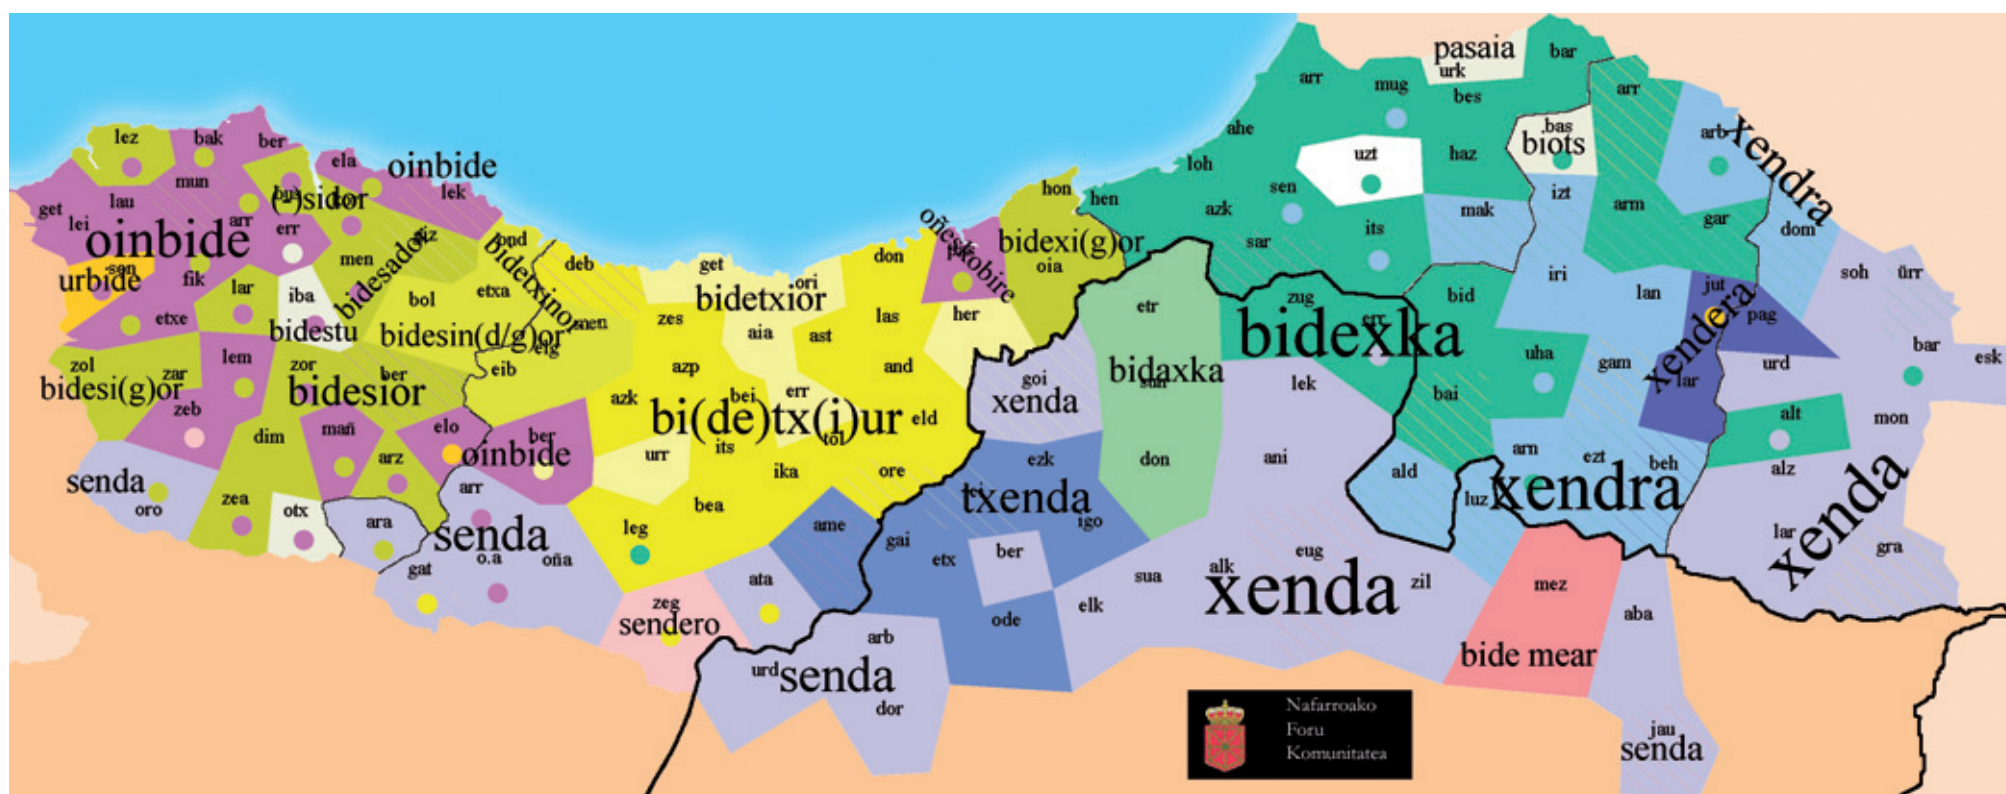 pasaia
urk
bar
arr
mug
bes
arr
lez
bak
ber
ela
oinbide
lek
ahe
loh
uzt
haz
bas
biots
arb
xendra
get
lei
lau
mun
arr
err
(-)sidor
hon
hen
sen
azk
mak
izt
arm
gar
dom
oinbide
urbide
fik
men
bidesador
bidetxinor
deb
get
ori
don
oñeskobire
bidexi(g)or
oia
sar
its
iri
lan
soh
ürr
etxe
lar
iba
bidestu
bol
etxa
bidesin(d/g)or
bidetxior
zes
aia
ast
las
her
etr
zug
err
bidexka
bid
jut
pag
xendera
zol
zar
bidesi(g)or
lem
zor
bidesior
ber
eib
azp
and
goi
xenda
bidaxka
lek
uha
gam
lar
urd
bar
esk
zeb
dim
mañ
elo
arz
ber
oinbide
azk
bei
err
bi(de)tx(i)ur
its
tol
eld
bai
alt
mon
senda
oro
zea
otx
ara
arr
senda
urr
ika
ore
bea
ezk
txenda
igo
don
ani
ald
luz
arn
ezt
beh
xendra
alz
lar
xenda
gra
gat
o.a
oña
leg
ame
gai
etx
ber
ata
zeg
sendero
ode
elk
sua
alk
eug
xenda
zil
mez
bide mear
aba
arb
urd
senda
dor
jau
senda
Nafarroako
Foru
Komunitatea